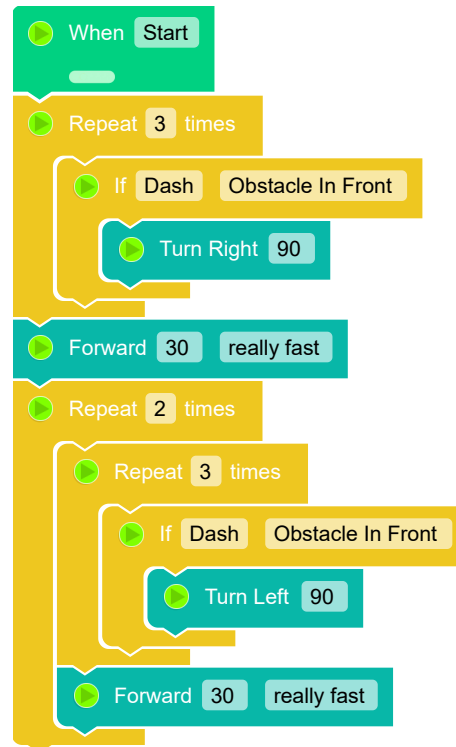 When Start
Repeat 3 times
If Dash Obstacle In Front
Turn Right 90
Forward 30 really fast
Repeat 2 times
Repeat 3 times
If Dash Obstacle In Front
Turn Left 90
Forward 30 really fast